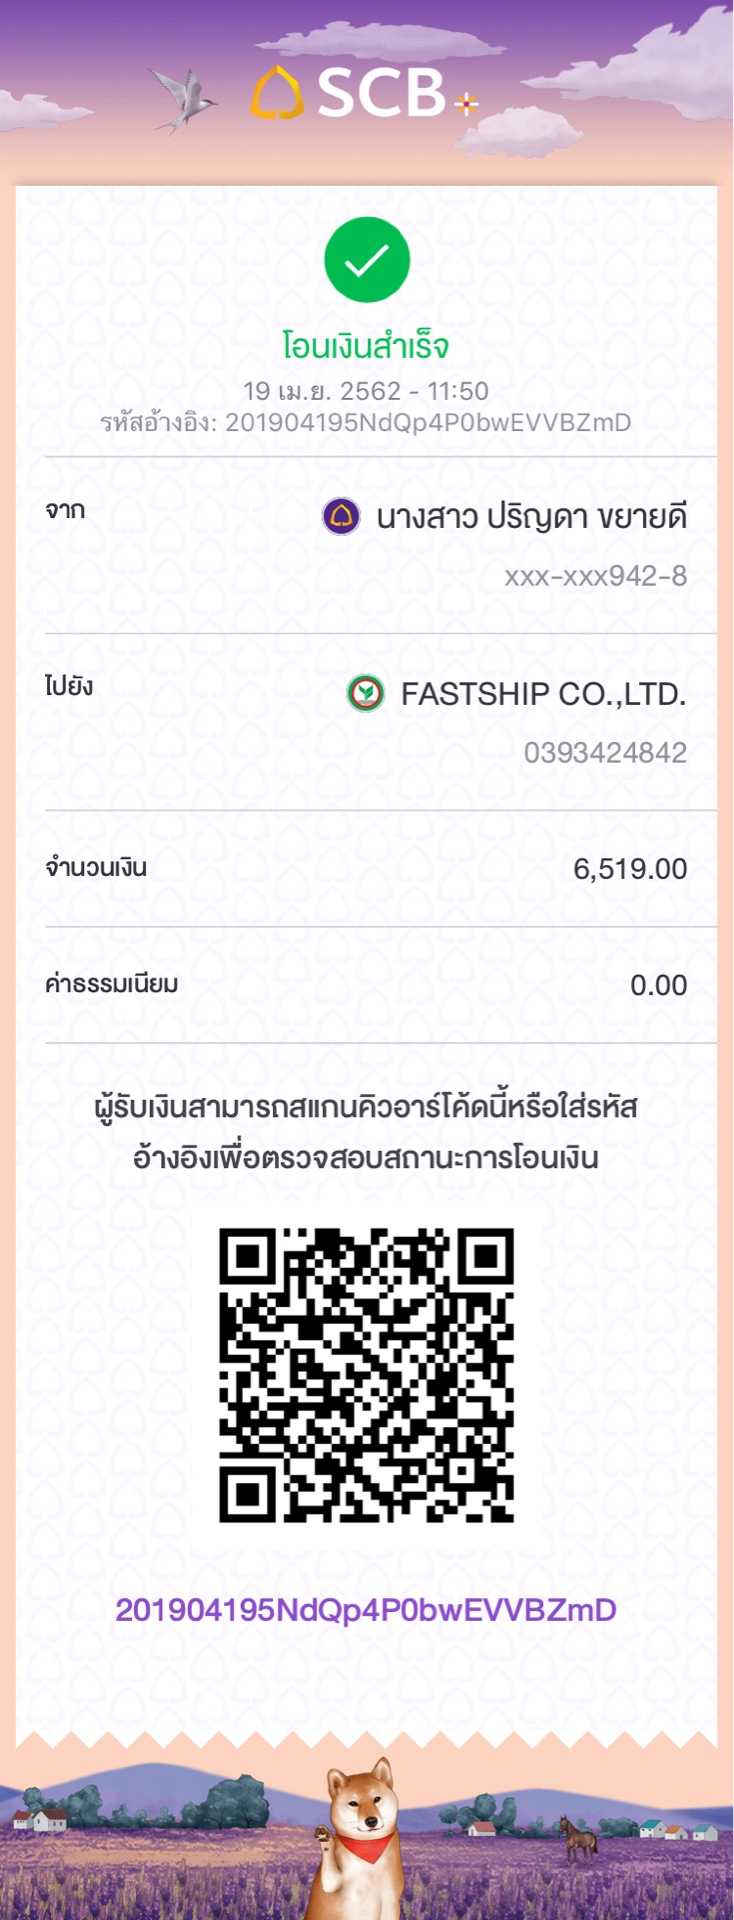 SCB
โอนเงินสำเร็จ
19 เม.ย. 2562 - 11:50
รหัสอ้างอิง: 201904195NdQp4P0bwEVVBZmD
จาก
นางสาว ปริญดา ขยายดี
xxx-xxx942-8
ไปยัง
FASTSHIP CO.,LTD.
0393424842
จำนวนเงิน
6,519.00
ค่าธรรมเนียม
0.00
ผู้รับเงินสามารถสแกนคิวอาร์โค้ดนี้หรือใส่รหัส
อ้างอิงเพื่อตรวจสอบสถานะการโอนเงิน
201904195NdQp4P0bwEVVBZmD